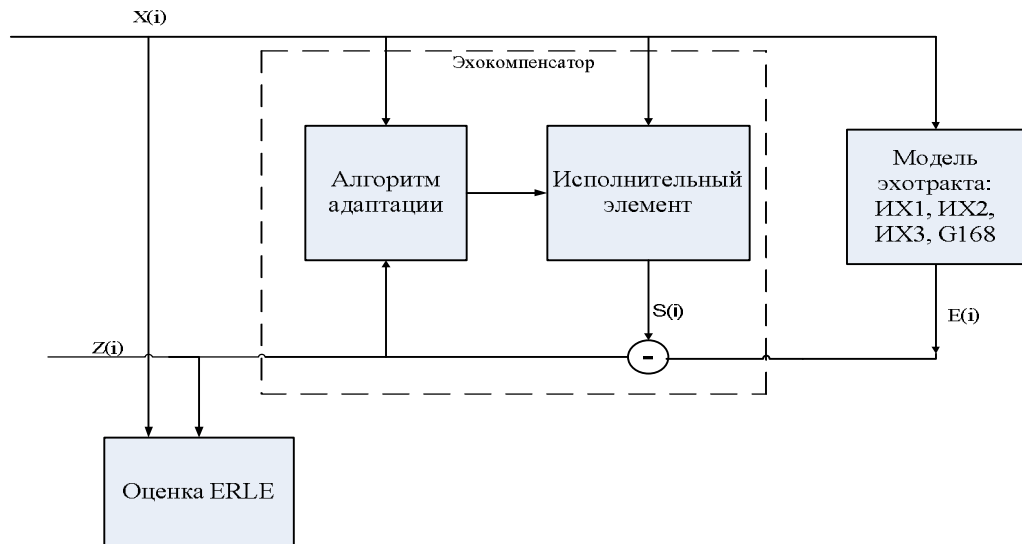 X(i)
Эхокомпенсатор
Алгоритм
адаптации
Исполнительный
элемент
Модель
эхотракта:
ИХ1, ИХ2,
ИХ3, G168
S(i)
E(i)
Z(i)
-
Оценка ERLE